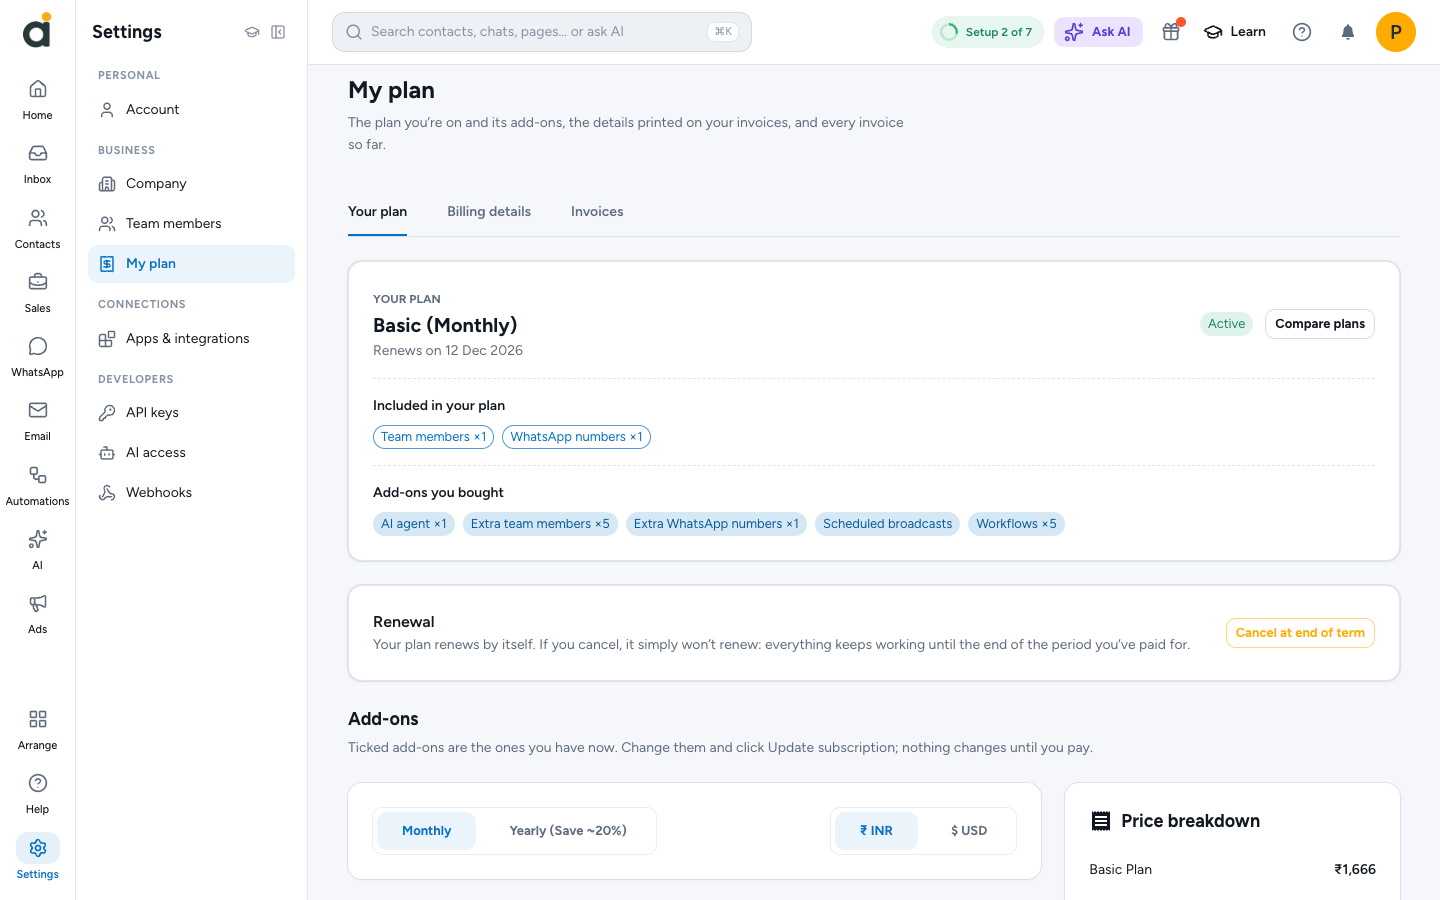 Settings
Search contacts, chats, pages... or ask AI
⌘K
Setup 2 of 7
Ask AI
Learn
P
Home
Inbox
Contacts
Sales
WhatsApp
Email
Automations
AI
Ads
Arrange
Help
Settings
PERSONAL
Account
BUSINESS
Company
Team members
My plan
CONNECTIONS
Apps & integrations
DEVELOPERS
API keys
AI access
Webhooks
My plan
The plan you're on and its add-ons, the details printed on your invoices, and every invoice
so far.
Your plan
Billing details
Invoices
YOUR PLAN
Basic (Monthly)
Renews on 12 Dec 2026
Active
Compare plans
Included in your plan
Team members ×1
WhatsApp numbers ×1
Add-ons you bought
AI agent ×1
Extra team members ×5
Extra WhatsApp numbers ×1
Scheduled broadcasts
Workflows ×5
Renewal
Your plan renews by itself. If you cancel, it simply won't renew: everything keeps working until the end of the period you've paid for.
Cancel at end of term
Add-ons
Ticked add-ons are the ones you have now. Change them and click Update subscription; nothing changes until you pay.
Monthly
Yearly (Save ~20%)
₹ INR
$ USD
Price breakdown
Basic Plan
₹1,666